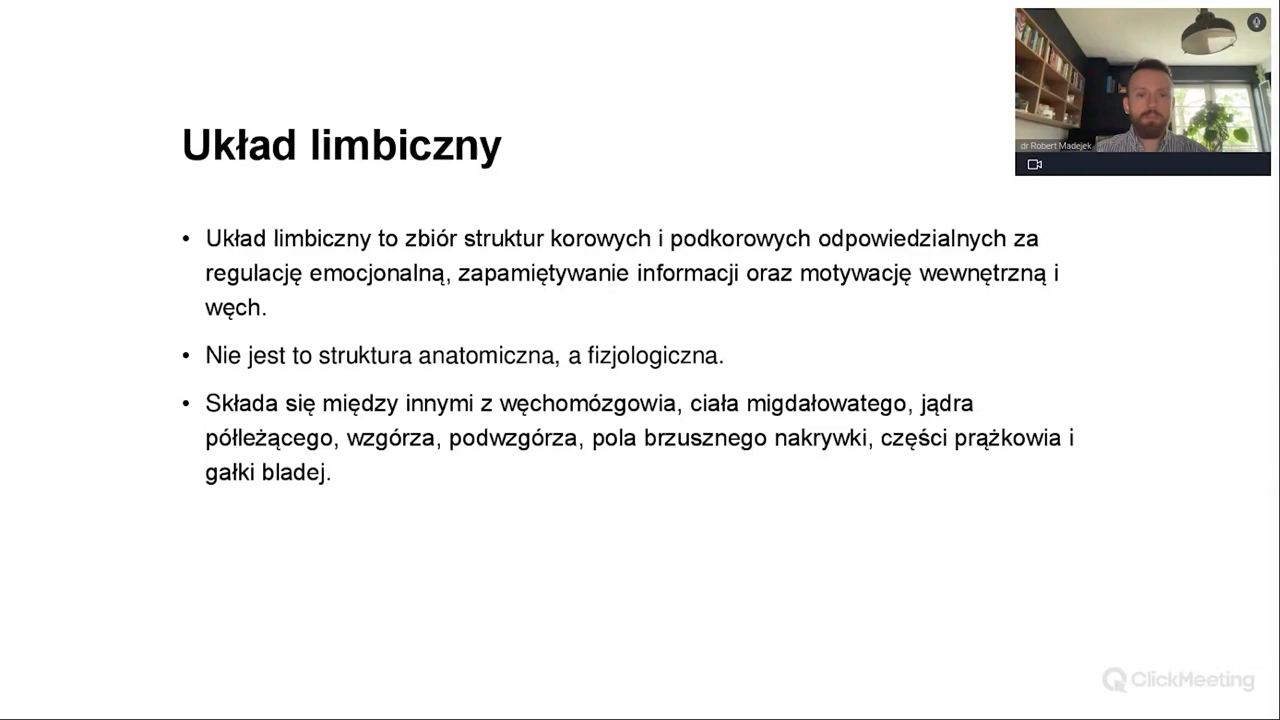 Układ limbiczny
• Układ limbiczny to zbiór struktur korowych i podkorowych odpowiedzialnych za
regulację emocjonalną, zapamiętywanie informacji oraz motywację wewnętrzną i
węch.
• Nie jest to struktura anatomiczna, a fizjologiczna.
• Składa się między innymi z węchomózgowia, ciała migdałowatego, jądra
półleżącego, wzgórza, podwzgórza, pola brzusznego nakrywki, części prążkowia i
gałki bladej.
dr Robert Madejek
ClickMeeting